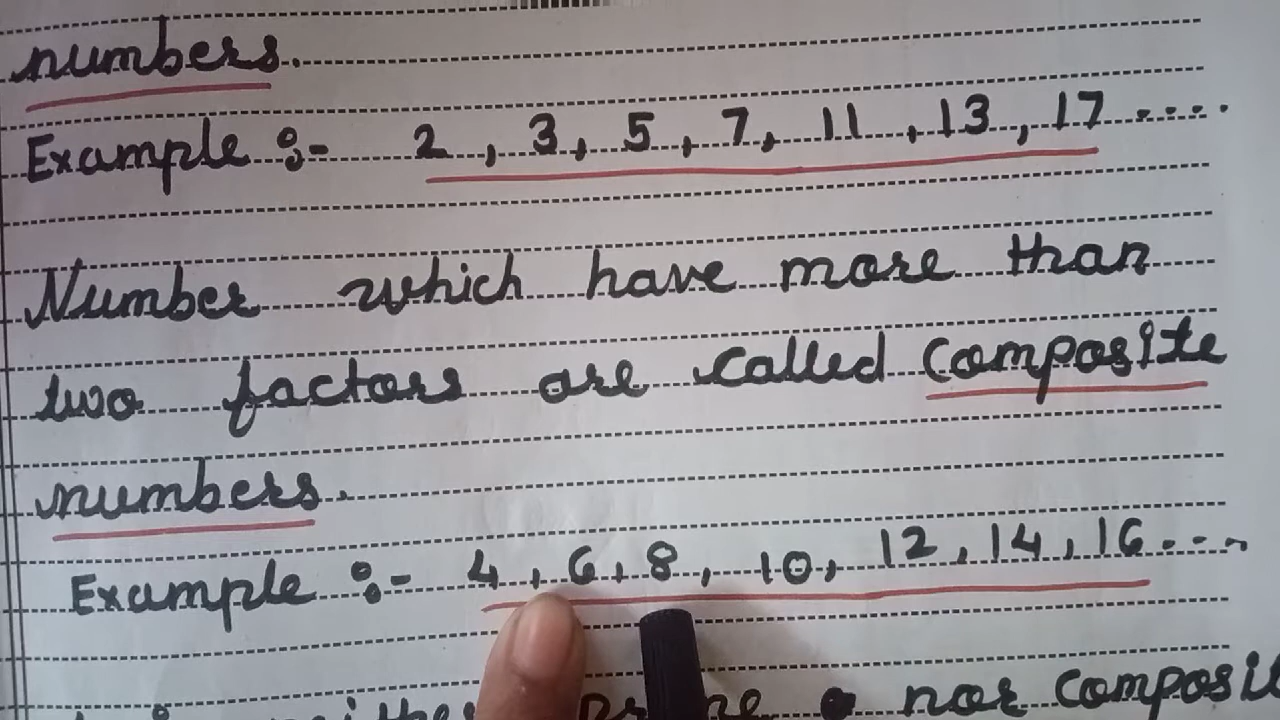 numbers.
Example :- 2, 3, 5, 7, 11, 13, 17 ....
Number which have more than
two factors are called composite
numbers.
Example :- 4, 6, 8, 10, 12, 14, 16 ...
nor composi